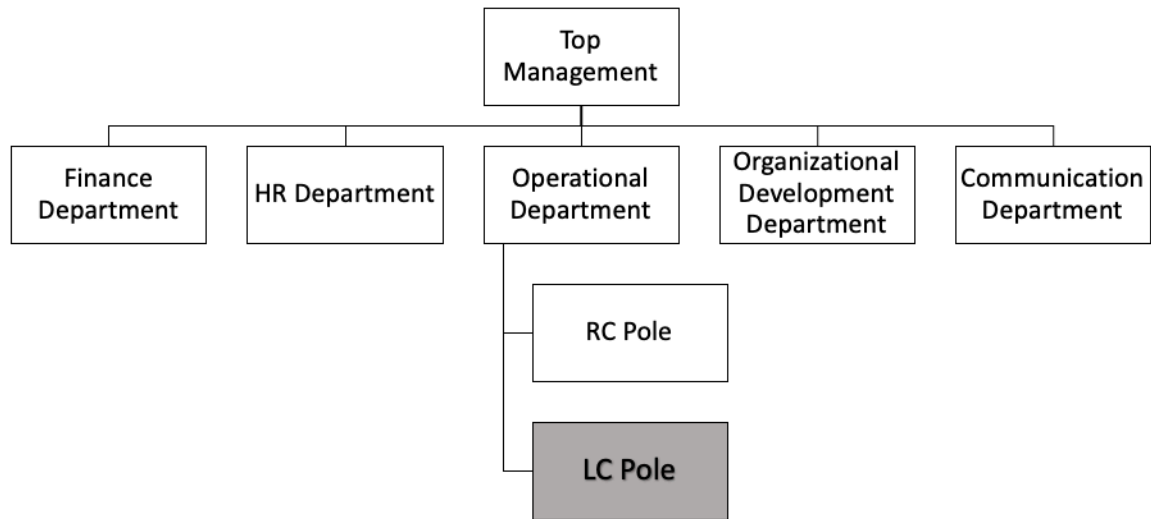 Top
Management
Finance
Department
HR Department
Operational
Department
Organizational
Development
Department
Communication
Department
RC Pole
LC Pole